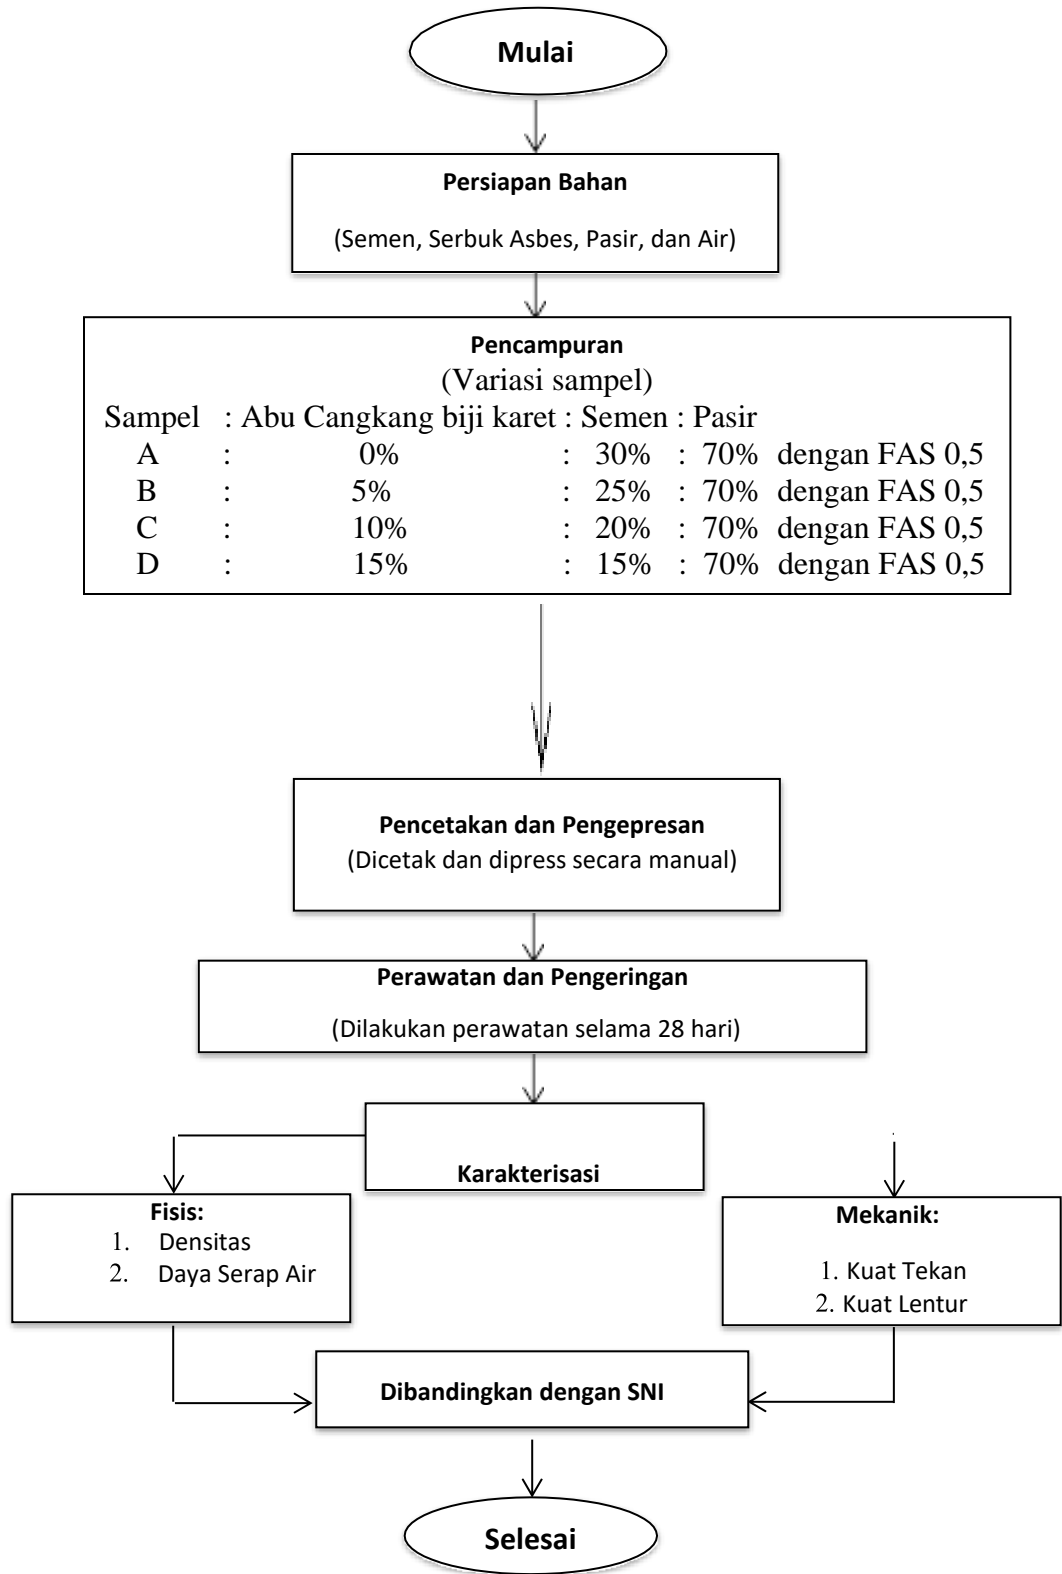 Mulai
Persiapan Bahan
(Semen, Serbuk Asbes, Pasir, dan Air)
Pencampuran
(Variasi sampel)
Sampel : Abu Cangkang biji karet : Semen : Pasir
A : 0% : 30% : 70% dengan FAS 0,5
B : 5% : 25% : 70% dengan FAS 0,5
C : 10% : 20% : 70% dengan FAS 0,5
D : 15% : 15% : 70% dengan FAS 0,5
Pencetakan dan Pengepresan
(Dicetak dan dipress secara manual)
Perawatan dan Pengeringan
(Dilakukan perawatan selama 28 hari)
Karakterisasi
Fisis:
1. Densitas
2. Daya Serap Air
Mekanik:
1. Kuat Tekan
2. Kuat Lentur
Dibandingkan dengan SNI
Selesai